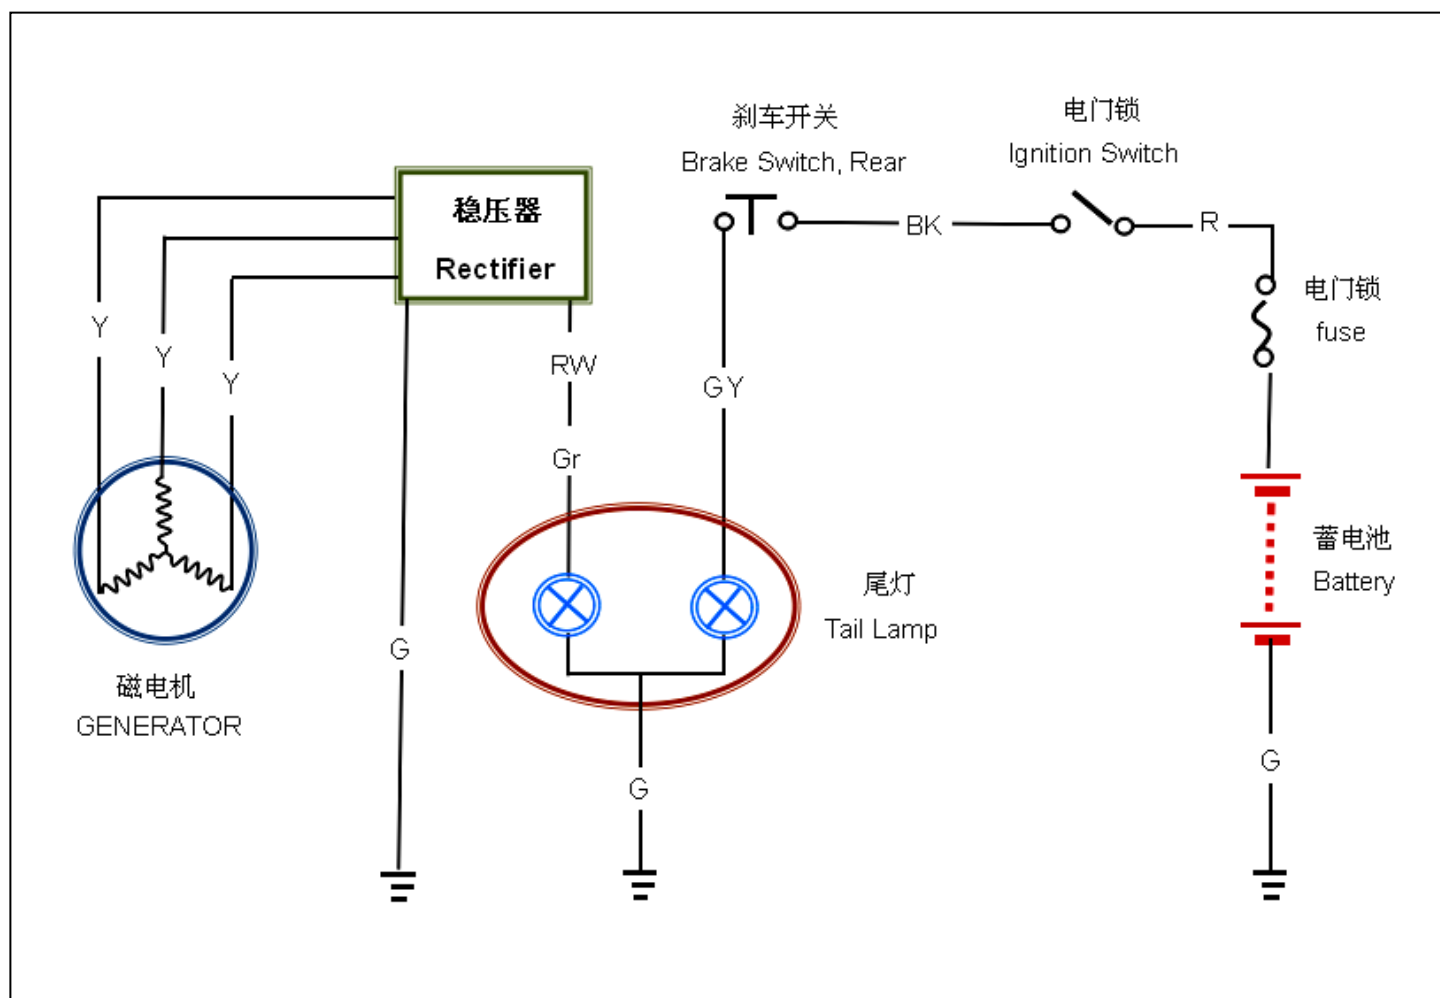 刹车开关
Brake Switch, Rear
电门锁
Ignition Switch
稳压器
Rectifier
BK
R
电门锁
fuse
Y
Y
Y
RW
GY
Gr
蓄电池
Battery
尾灯
Tail Lamp
G
磁电机
GENERATOR
G
G